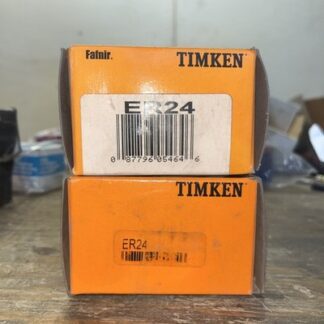 Fafnir. TIMKEN
ER24
0 87796 05464 6
TIMKEN
ER24